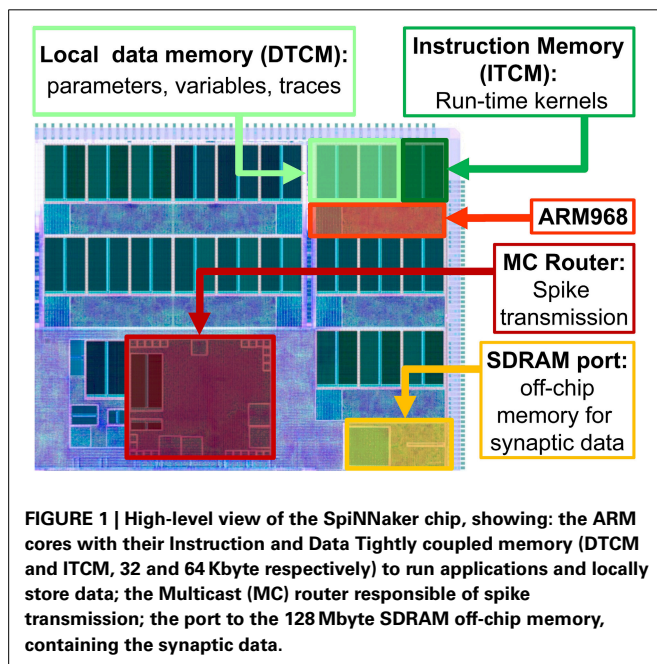 Local data memory (DTCM):
parameters, variables, traces
Instruction Memory
(ITCM):
Run-time kernels
ARM968
MC Router:
Spike
transmission
SDRAM port:
off-chip
memory for
synaptic data
FIGURE 1 | High-level view of the SpiNNaker chip, showing: the ARM
cores with their Instruction and Data Tightly coupled memory (DTCM
and ITCM, 32 and 64 Kbyte respectively) to run applications and locally
store data; the Multicast (MC) router responsible of spike
transmission; the port to the 128 Mbyte SDRAM off-chip memory,
containing the synaptic data.